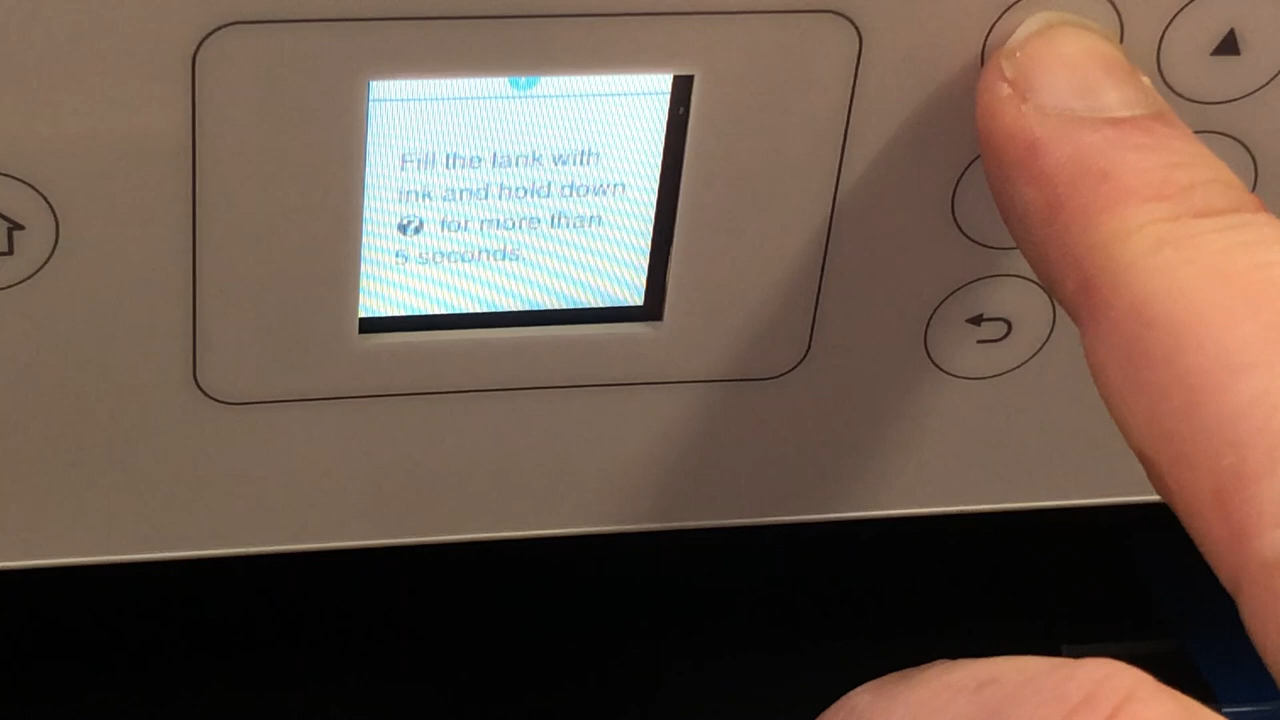 Fill the tank with
ink and hold down
? for more than
5 seconds.